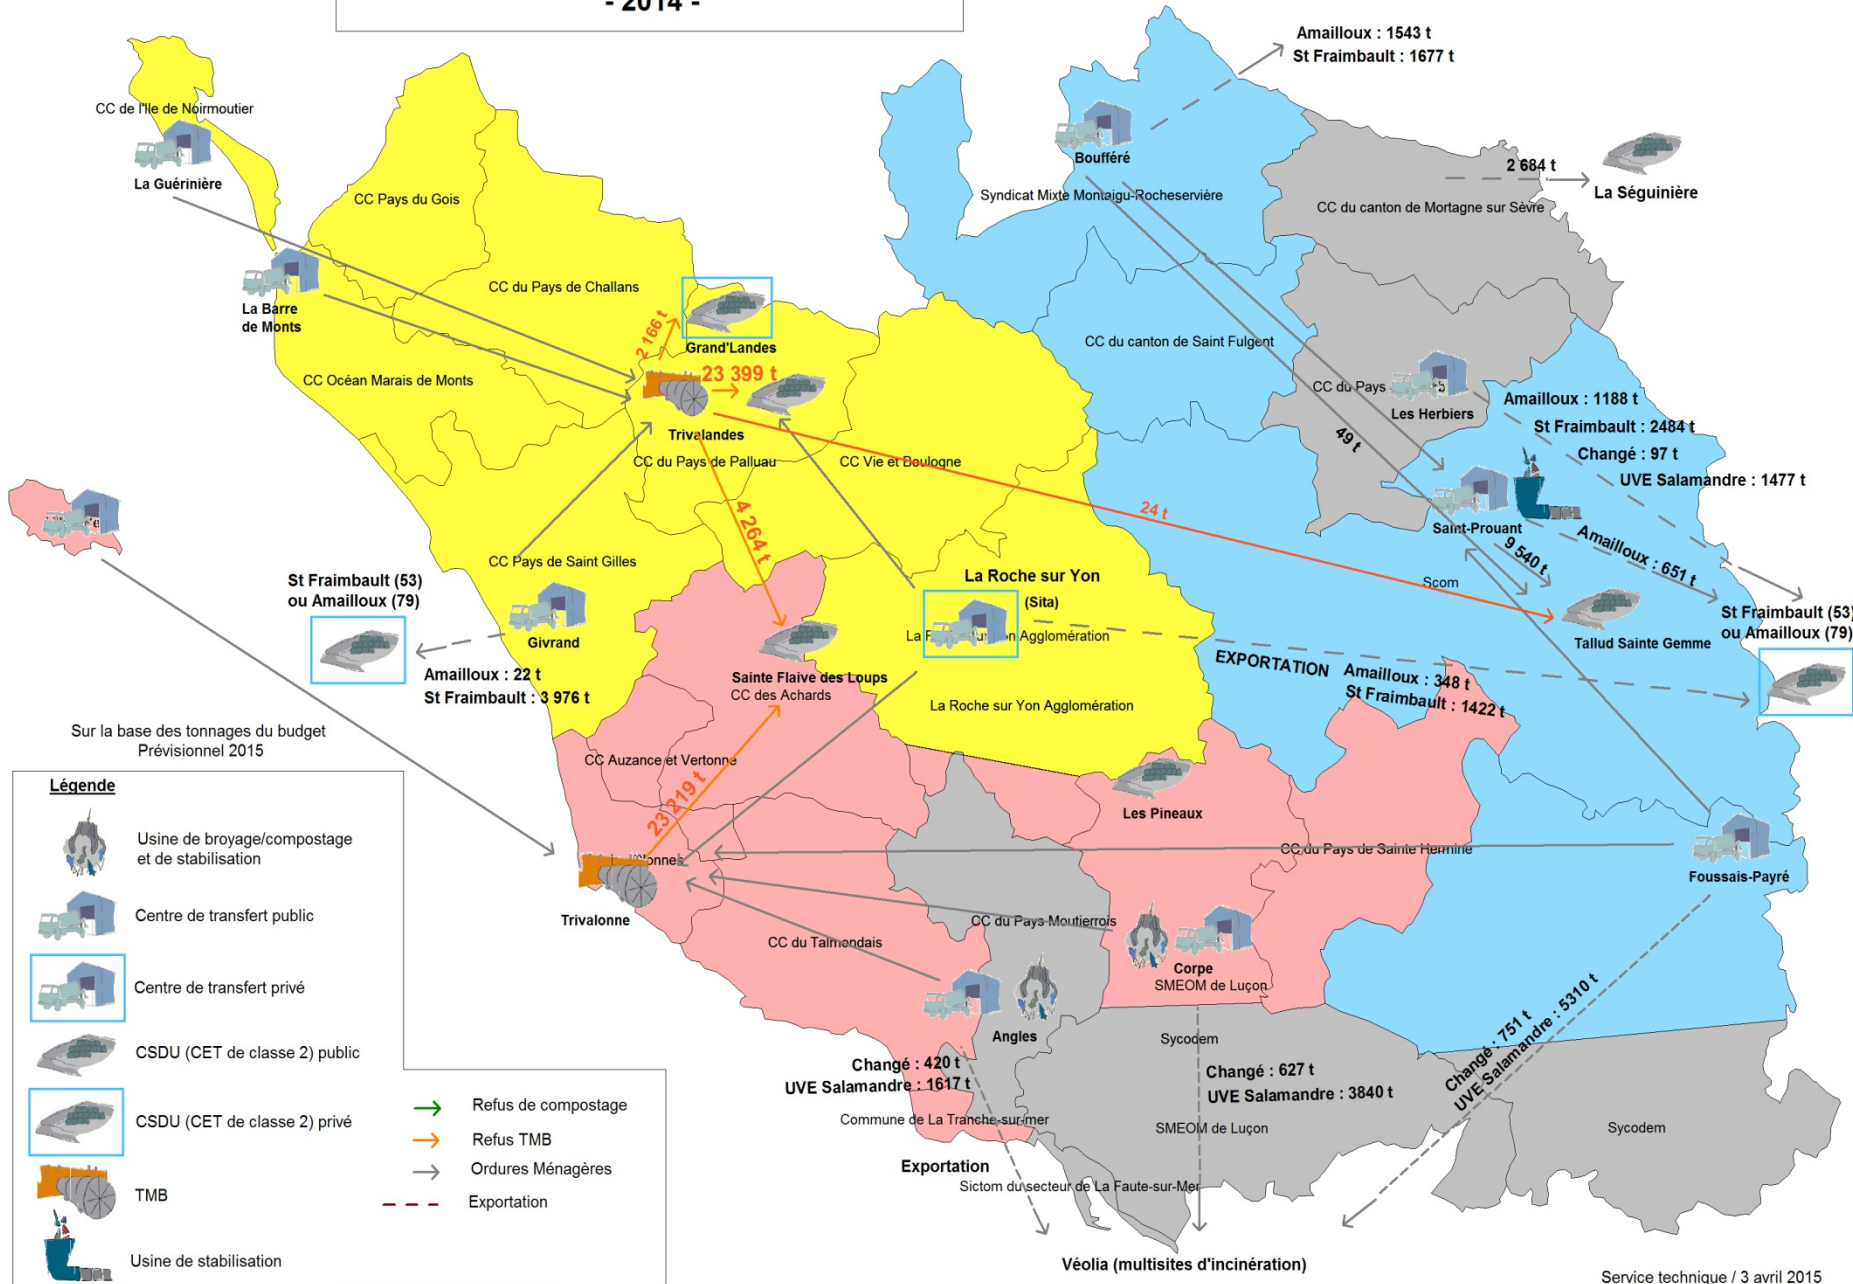 - 2014 -
Amailloux : 1543 t
St Fraimbault : 1677 t
CC de l'Ile de Noirmoutier
La Guérinière
Boufféré
2 684 t
La Séguinière
CC Pays du Gois
Syndicat Mixte Montaigu-Rocheservière
CC du canton de Mortagne sur Sèvre
La Barre
de Monts
CC du Pays de Challans
2 166 t
Grand'Landes
CC du canton de Saint Fulgent
CC Océan Marais de Monts
23 399 t
CC du Pays
Les Herbiers
Amailloux : 1188 t
St Fraimbault : 2484 t
Changé : 97 t
UVE Salamandre : 1477 t
49 t
Trivalandes
CC du Pays de Palluau
CC Vie et Boulogne
4 264 t
24 t
Saint-Prouant
9 540 t
Amailloux : 651 t
CC Pays de Saint Gilles
St Fraimbault (53)
ou Amailloux (79)
Givrand
La Roche sur Yon
(Sita)
Scom
St Fraimbault (53)
ou Amailloux (79)
Tallud Sainte Gemme
Agglomération
Amailloux : 22 t
St Fraimbault : 3 976 t
Sainte Flaive des Loups
CC des Achards
EXPORTATION
Amailloux : 348 t
St Fraimbault : 1422 t
La Roche sur Yon Agglomération
Sur la base des tonnages du budget
Prévisionnel 2015
CC Auzance et Vertonne
23 219 t
Les Pineaux
CC du Pays de Sainte Hermine
Foussais-Payré
Trivalonne
CC du Talmondais
CC du Pays Moutierrois
Corpe
SMEOM de Luçon
Angles
Sycodem
Changé : 420 t
UVE Salamandre : 1617 t
Changé : 627 t
UVE Salamandre : 3840 t
Changé : 751 t
UVE Salamandre : 5310 t
Commune de La Tranche-sur-mer
SMEOM de Luçon
Sycodem
Exportation
Sictom du secteur de La Faute-sur-Mer
Véolia (multisites d'incinération)
Légende
Usine de broyage/compostage
et de stabilisation
Centre de transfert public
Centre de transfert privé
CSDU (CET de classe 2) public
CSDU (CET de classe 2) privé
TMB
Usine de stabilisation
Refus de compostage
Refus TMB
Ordures Ménagères
Exportation
Service technique / 3 avril 2015